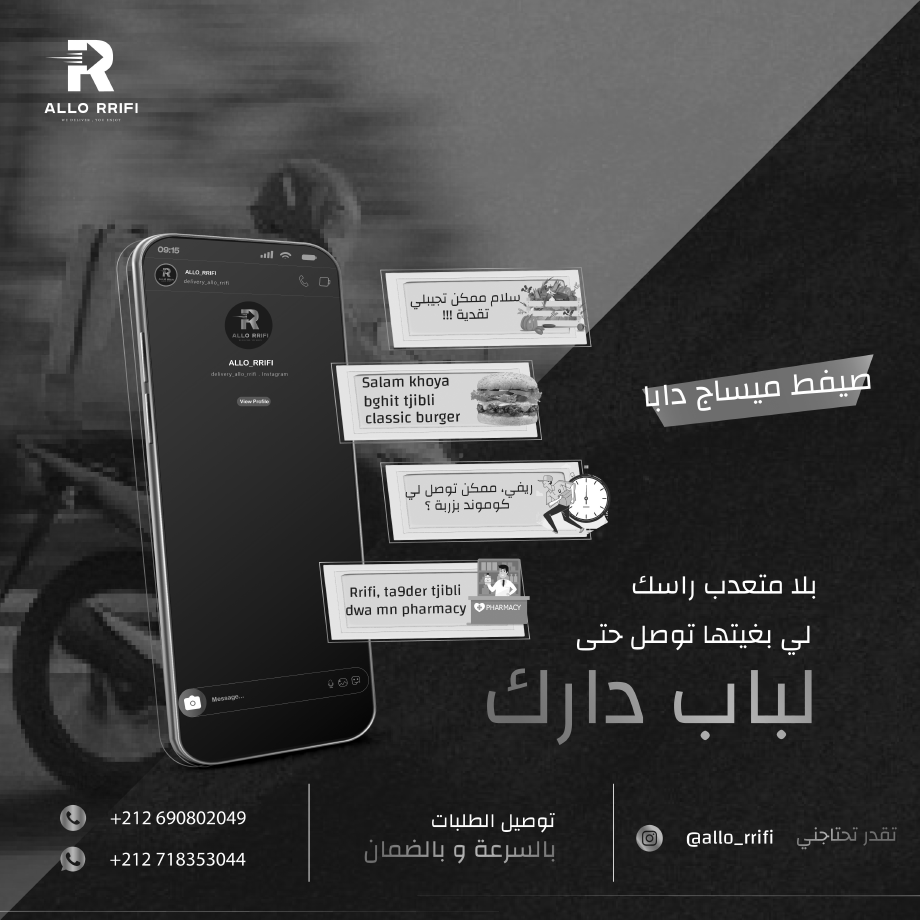 ALLO RRIFI
WE DELIVER , YOU ENJOY
09:15
ALLO_RRIFI
delivery_allo_rrifi
ALLO RRIFI
ALLO_RRIFI
delivery_allo_rrifi . Instagram
View Profile
سلام ممكن تجيبلي
تقدية !!!
Salam khoya
bghit tjibli
classic burger
ريفي، ممكن توصل لي
كوموند بزربة ؟
Rrifi, ta9der tjibli
dwa mn pharmacy
PHARMACY
Message...
صيفط ميساج دابا
بلا متعدب راسك
لي بغيتها توصل حتى
لباب دارك
+212 690802049
+212 718353044
توصيل الطلبات
بالسرعة و بالضمان
@allo_rrifi
تقدر تحتاجني